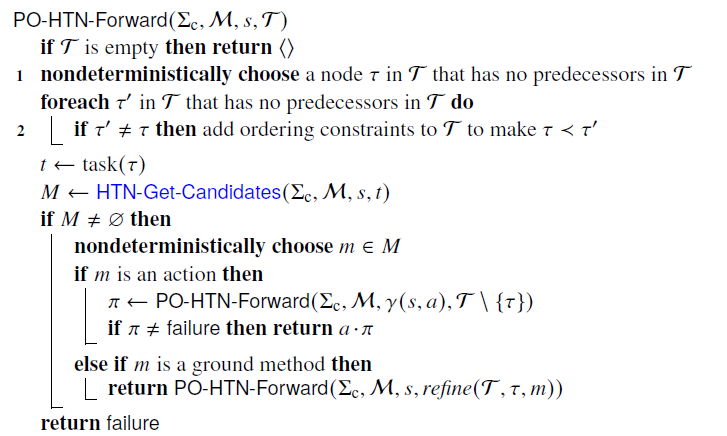 PO-HTN-Forward(Σc, ℳ, s, 𝒯)
if 𝒯 is empty then return ⟨⟩
1 nondeterministically choose a node τ in 𝒯 that has no predecessors in 𝒯
foreach τ′ in 𝒯 that has no predecessors in 𝒯 do
2 if τ′ ≠ τ then add ordering constraints to 𝒯 to make τ ≺ τ′
t ← task(τ)
M ← HTN-Get-Candidates(Σc, ℳ, s, t)
if M ≠ ∅ then
nondeterministically choose m ∈ M
if m is an action then
π ← PO-HTN-Forward(Σc, ℳ, γ(s, a), 𝒯 \ {τ})
if π ≠ failure then return a · π
else if m is a ground method then
return PO-HTN-Forward(Σc, ℳ, s, refine(𝒯, τ, m))
return failure